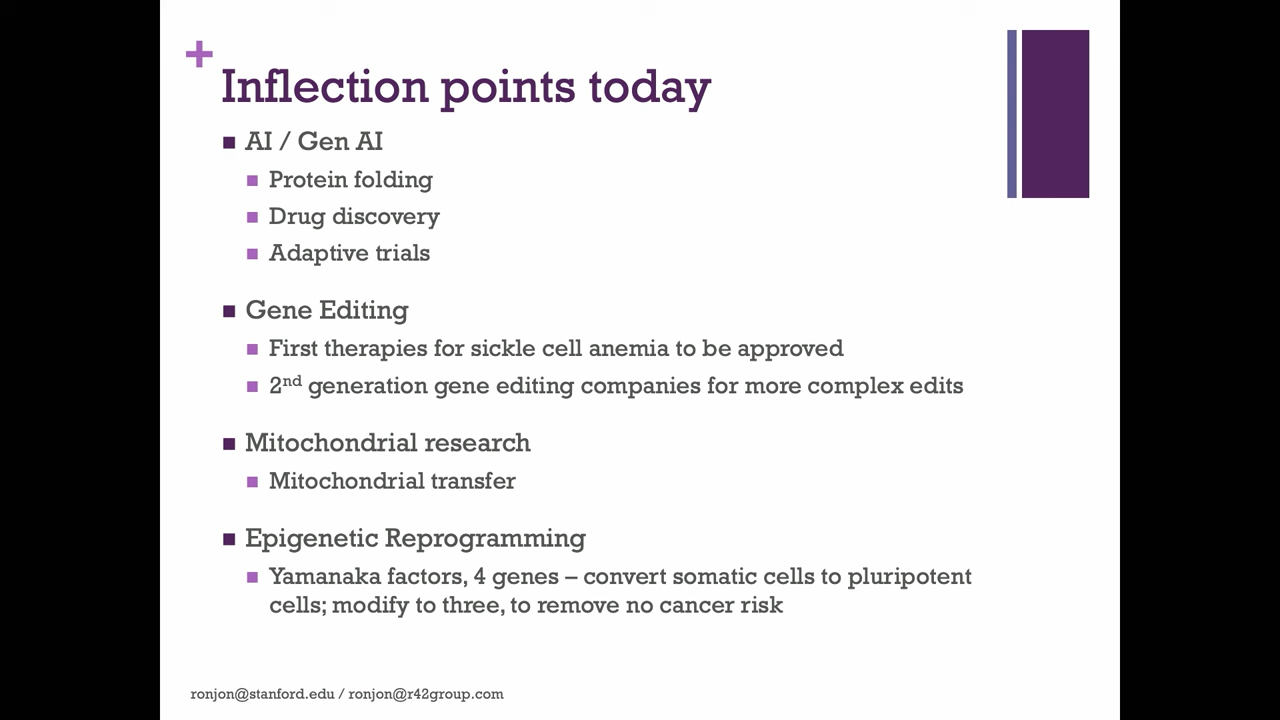 +
Inflection points today
AI / Gen AI
Protein folding
Drug discovery
Adaptive trials
Gene Editing
First therapies for sickle cell anemia to be approved
2nd generation gene editing companies for more complex edits
Mitochondrial research
Mitochondrial transfer
Epigenetic Reprogramming
Yamanaka factors, 4 genes – convert somatic cells to pluripotent
cells; modify to three, to remove no cancer risk
ronjon@stanford.edu / ronjon@r42group.com